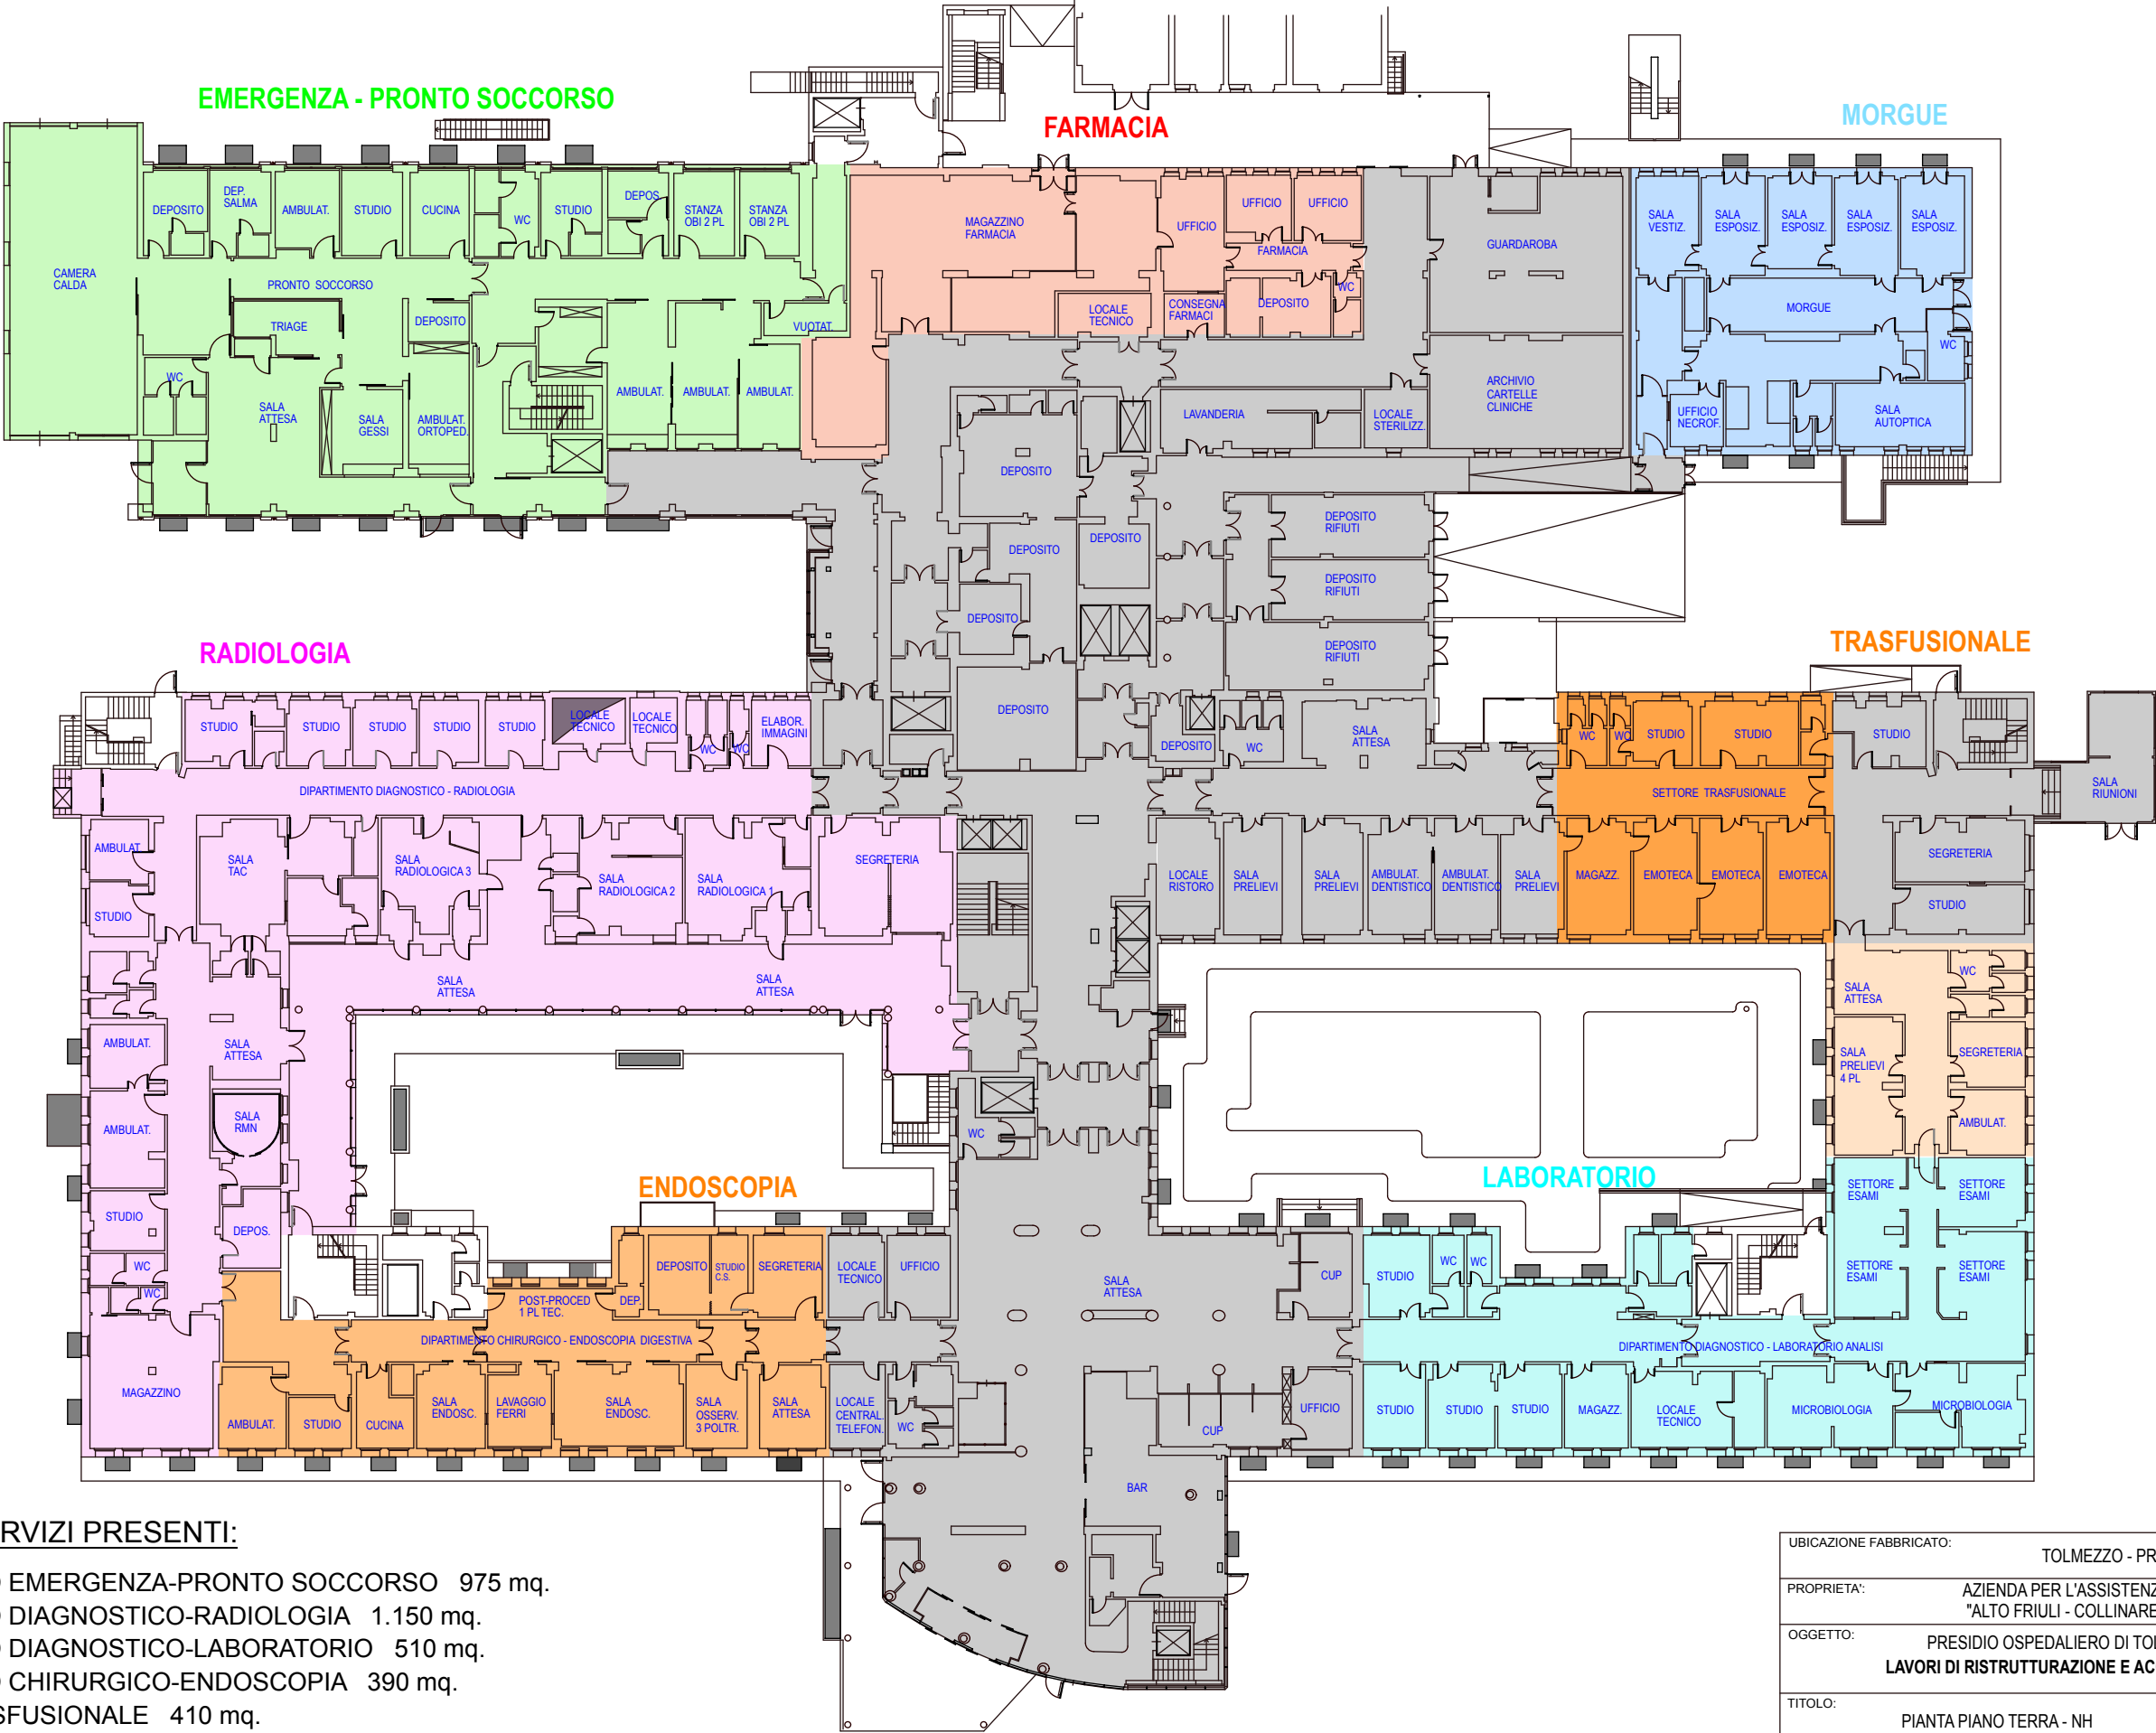 EMERGENZA - PRONTO SOCCORSO
FARMACIA
MORGUE
DEPOSITO
DEP.
SALMA
AMBULAT.
STUDIO
CUCINA
WC
STUDIO
DEPOS.
STANZA
OBI 2 PL
STANZA
OBI 2 PL
CAMERA
CALDA
PRONTO SOCCORSO
TRIAGE
DEPOSITO
VUOTAT.
WC
SALA
ATTESA
SALA
GESSI
AMBULAT.
ORTOPED.
AMBULAT.
AMBULAT.
AMBULAT.
MAGAZZINO
FARMACIA
UFFICIO
UFFICIO
UFFICIO
FARMACIA
LOCALE
TECNICO
CONSEGNA
FARMACI
DEPOSITO
WC
GUARDAROBA
ARCHIVIO
CARTELLE
CLINICHE
LAVANDERIA
LOCALE
STERILIZZ.
SALA
VESTIZ.
SALA
ESPOSIZ.
SALA
ESPOSIZ.
SALA
ESPOSIZ.
SALA
ESPOSIZ.
MORGUE
WC
UFFICIO
NECROF.
SALA
AUTOPTICA
DEPOSITO
DEPOSITO
DEPOSITO
DEPOSITO
DEPOSITO
DEPOSITO
RIFIUTI
DEPOSITO
RIFIUTI
DEPOSITO
RIFIUTI
RADIOLOGIA
TRASFUSIONALE
STUDIO
STUDIO
STUDIO
STUDIO
STUDIO
LOCALE
TECNICO
LOCALE
TECNICO
WC
WC
ELABOR.
IMMAGINI
DEPOSITO
WC
SALA
ATTESA
WC
WC
STUDIO
STUDIO
STUDIO
SALA
RIUNIONI
DIPARTIMENTO DIAGNOSTICO - RADIOLOGIA
SETTORE TRASFUSIONALE
AMBULAT.
STUDIO
SALA
TAC
SALA
RADIOLOGICA 3
SALA
RADIOLOGICA 2
SALA
RADIOLOGICA 1
SEGRETERIA
LOCALE
RISTORO
SALA
PRELIEVI
SALA
PRELIEVI
AMBULAT.
DENTISTICO
AMBULAT.
DENTISTICO
SALA
PRELIEVI
MAGAZZ.
EMOTECA
EMOTECA
EMOTECA
SEGRETERIA
STUDIO
SALA
ATTESA
SALA
ATTESA
SALA
ATTESA
WC
AMBULAT.
SALA
ATTESA
SALA
PRELIEVI
4 PL
SEGRETERIA
AMBULAT.
AMBULAT.
SALA
RMN
WC
STUDIO
DEPOS.
WC
WC
MAGAZZINO
ENDOSCOPIA
LABORATORIO
POST-PROCED
1 PL TEC.
DEP.
DEPOSITO
STUDIO
C.S.
SEGRETERIA
LOCALE
TECNICO
UFFICIO
SALA
ATTESA
CUP
STUDIO
WC
WC
SETTORE
ESAMI
SETTORE
ESAMI
SETTORE
ESAMI
SETTORE
ESAMI
DIPARTIMENTO CHIRURGICO - ENDOSCOPIA DIGESTIVA
DIPARTIMENTO DIAGNOSTICO - LABORATORIO ANALISI
AMBULAT.
STUDIO
CUCINA
SALA
ENDOSC.
LAVAGGIO
FERRI
SALA
ENDOSC.
SALA
OSSERV.
3 POLTR.
SALA
ATTESA
LOCALE
CENTRAL.
TELEFON.
WC
CUP
UFFICIO
STUDIO
STUDIO
STUDIO
MAGAZZ.
LOCALE
TECNICO
MICROBIOLOGIA
MICROBIOLOGIA
BAR
RVIZI PRESENTI:
EMERGENZA-PRONTO SOCCORSO 975 mq.
DIAGNOSTICO-RADIOLOGIA 1.150 mq.
DIAGNOSTICO-LABORATORIO 510 mq.
CHIRURGICO-ENDOSCOPIA 390 mq.
SFUSIONALE 410 mq.
UBICAZIONE FABBRICATO:
TOLMEZZO - PR
PROPRIETA':
AZIENDA PER L'ASSISTENZ
"ALTO FRIULI - COLLINARE
OGGETTO:
PRESIDIO OSPEDALIERO DI TOL
LAVORI DI RISTRUTTURAZIONE E AC
TITOLO:
PIANTA PIANO TERRA - NH